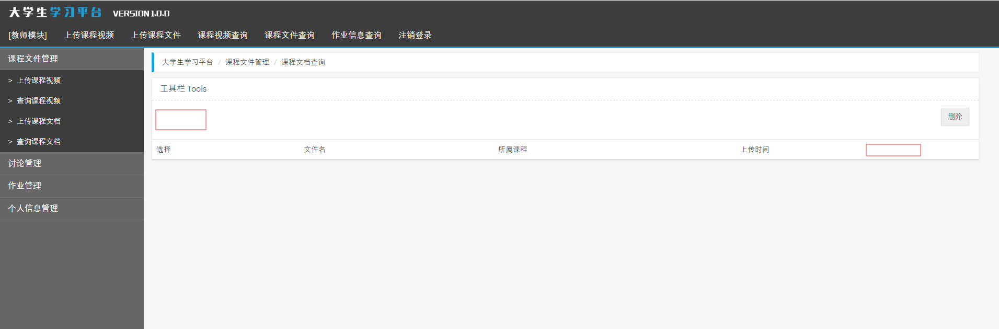 大学生学习平台 VERSION 1.0.0
[教师模块] 上传课程视频 上传课程文件 课程视频查询 课程文件查询 作业信息查询 注销登录
课程文件管理
> 上传课程视频
> 查询课程视频
> 上传课程文档
> 查询课程文档
讨论管理
作业管理
个人信息管理
大学生学习平台 / 课程文件管理 / 课程文档查询
工具栏 Tools
删除
选择 文件名 所属课程 上传时间